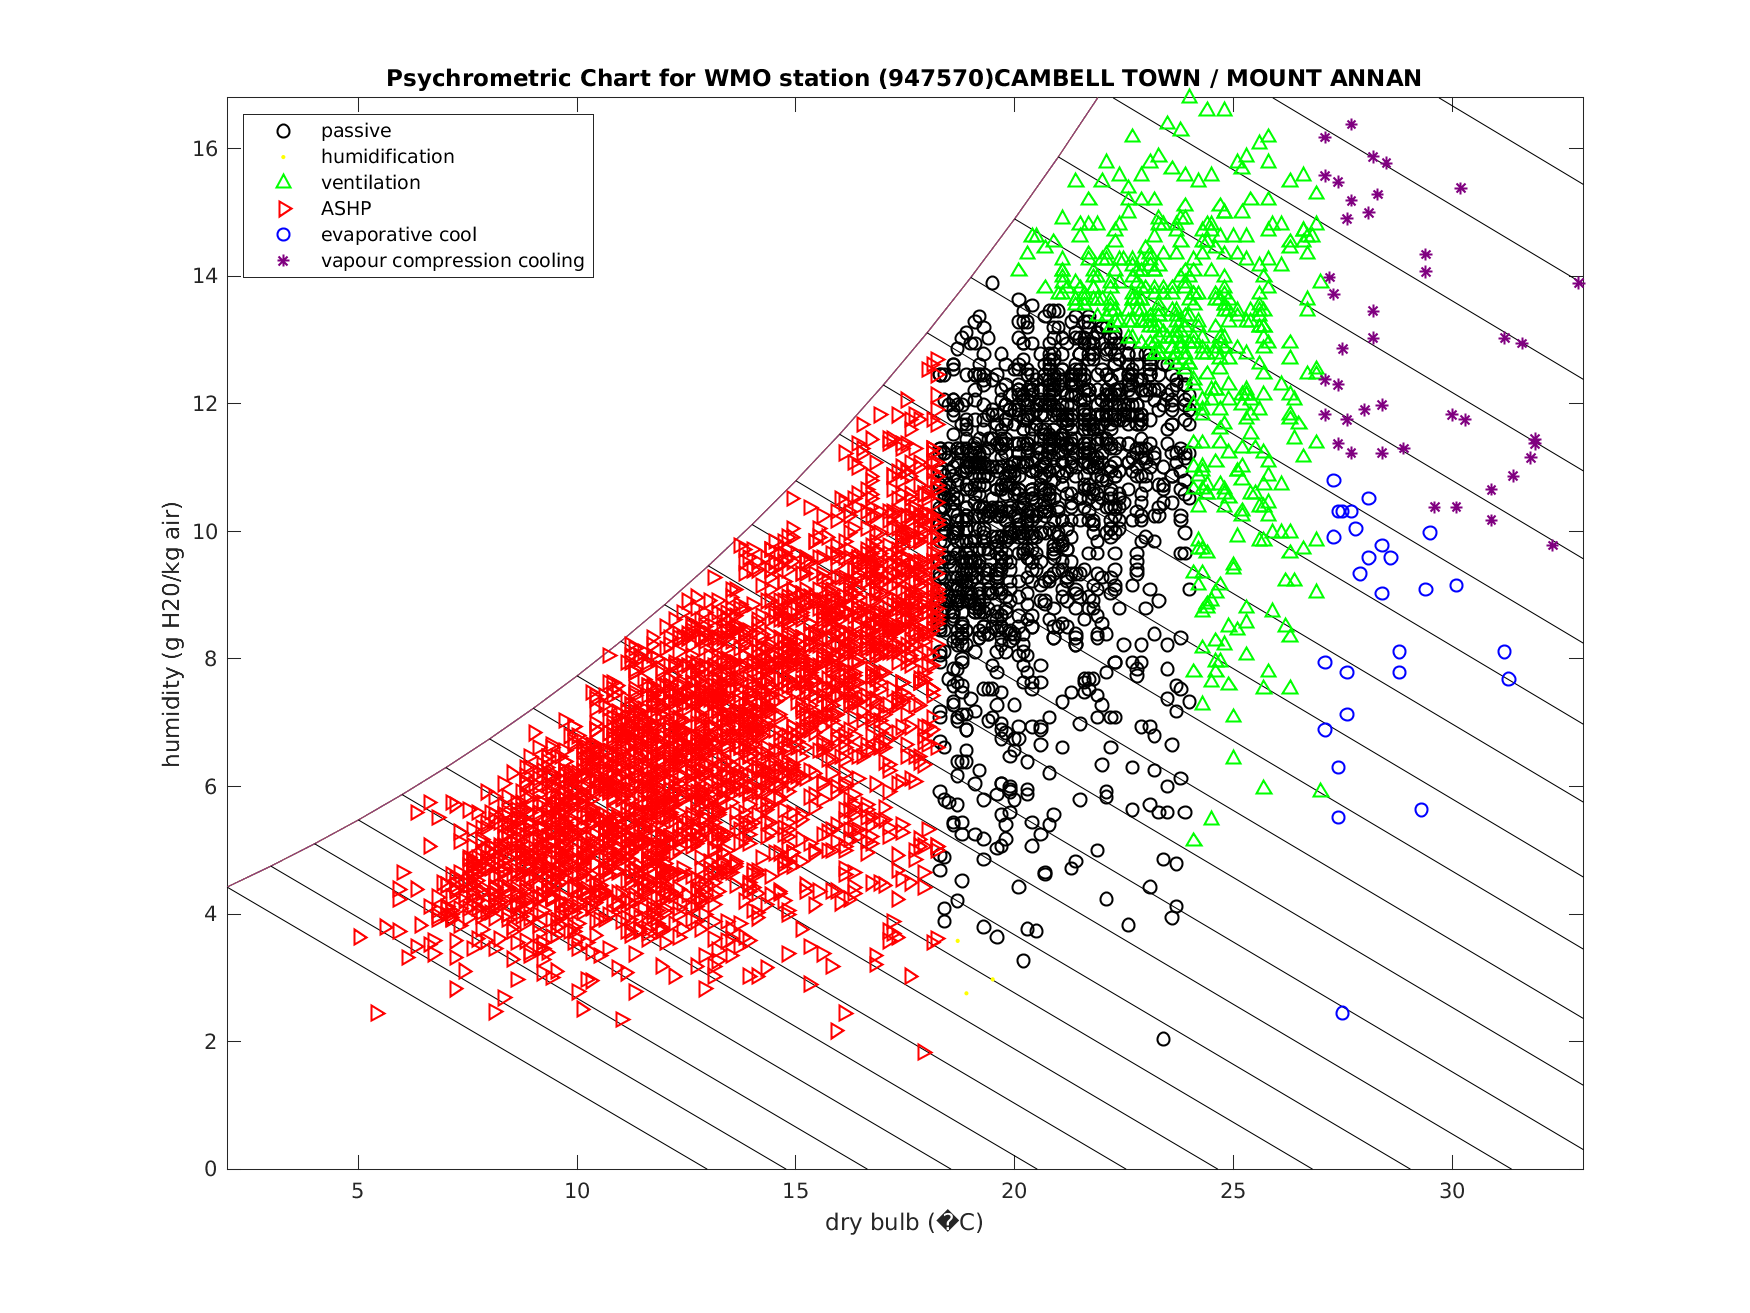 Psychrometric Chart for WMO station (947570)CAMBELL TOWN / MOUNT ANNAN
passive
humidification
ventilation
ASHP
evaporative cool
vapour compression cooling
humidity (g H20/kg air)
16
14
12
10
8
6
4
2
0
5 10 15 20 25 30
dry bulb (�C)